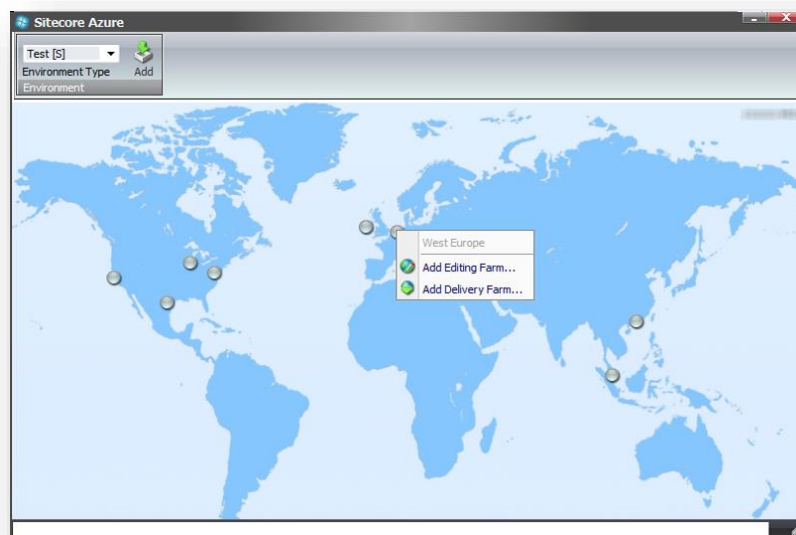 Sitecore Azure
Test [S]
Environment Type
Add
Environment
West Europe
Add Editing Farm...
Add Delivery Farm...